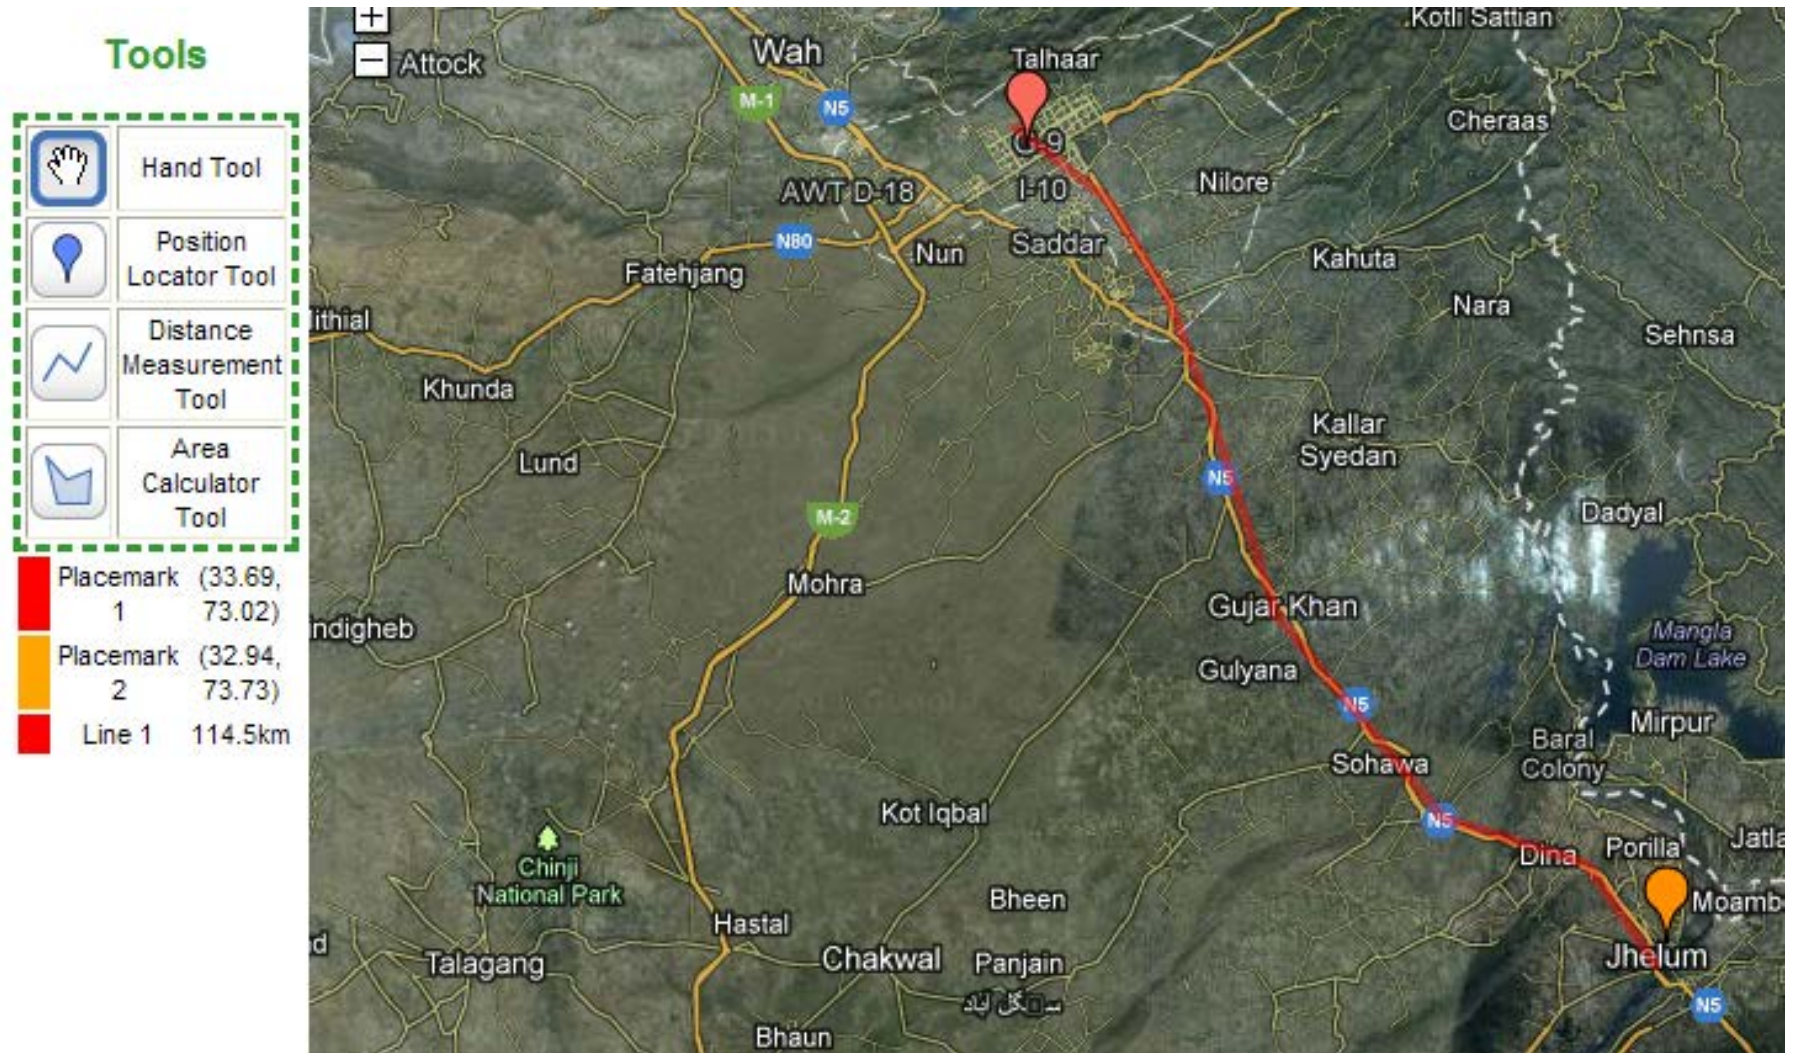 Tools
Hand Tool
Position
Locator Tool
Distance
Measurement
Tool
Area
Calculator
Tool
Placemark (33.69,
1 73.02)
Placemark (32.94,
2 73.73)
Line 1 114.5km
+
−
Attock
Wah
Talhaar
Kotli Sattian
M-1
N5
Cheraas
G-9
AWT D-18
I-10
Nilore
N80
Nun
Saddar
Kahuta
Fatehjang
Nara
Sehnsa
Khunda
Kallar
Syedan
Lund
N5
Dadyal
M-2
Mohra
Gujar Khan
indigheb
Mangla
Dam Lake
Gulyana
N5
Mirpur
Baral
Colony
Sohawa
Kot Iqbal
N5
Jatla
Dina
Porilla
Chinji
National Park
Bheen
Moamb
Hastal
Talagang
Chakwal
Panjain
Jhelum
N5
Bhaun